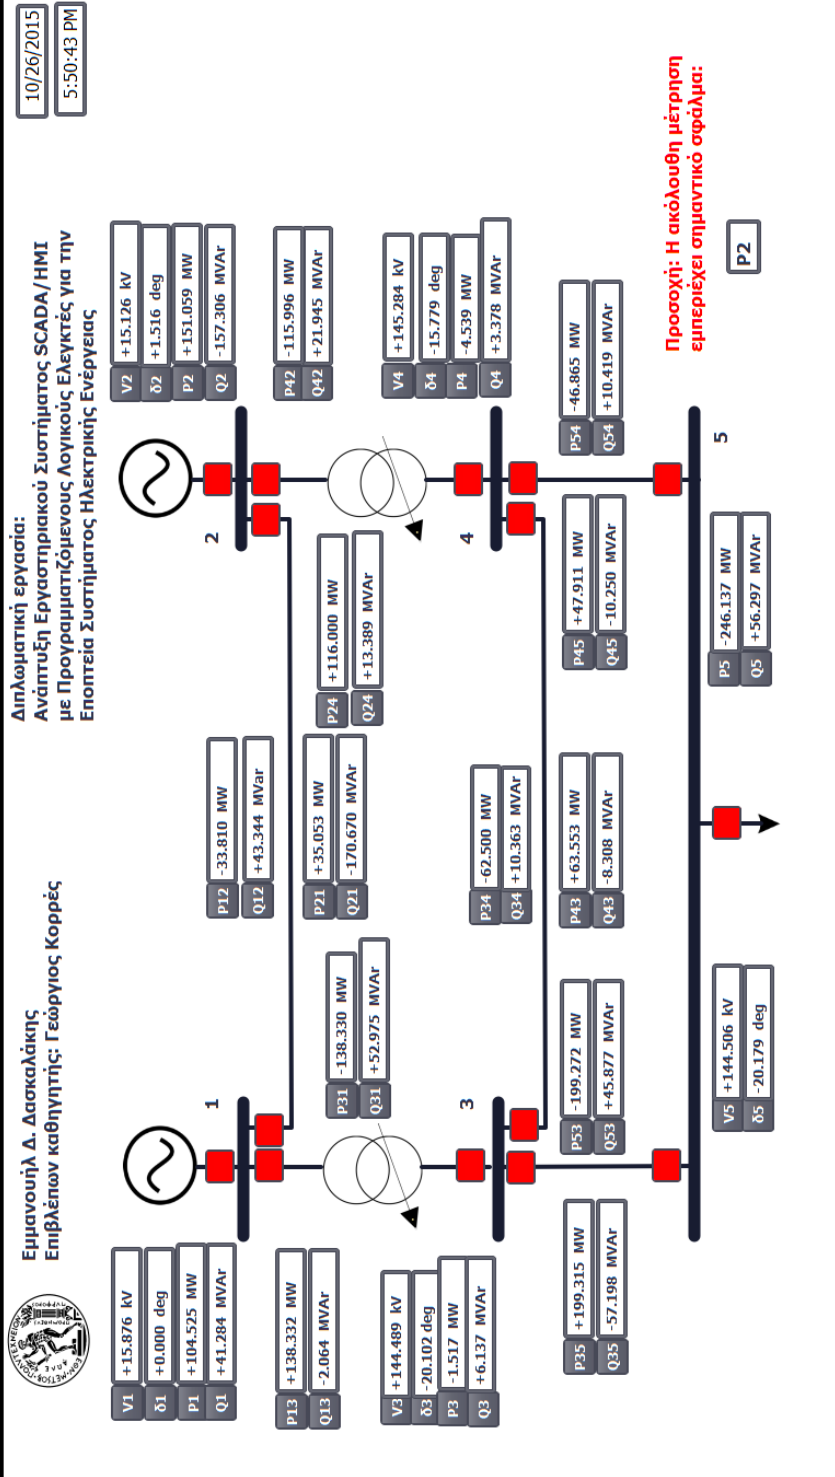 Εμμανουήλ Δ. Δασκαλάκης
Επιβλέπων καθηγητής: Γεώργιος Κορρές
Διπλωματική εργασία:
Ανάπτυξη Εργαστηριακού Συστήματος SCADA/HMI
με Προγραμματιζόμενους Λογικούς Ελεγκτές για την
Εποπτεία Συστήματος Ηλεκτρικής Ενέργειας
10/26/2015
5:50:43 PM
V1 +15.876 kV
δ1 +0.000 deg
P1 +104.525 MW
Q1 +41.284 MVAr
1
P12 -33.810 MW
Q12 +43.344 MVar
2
V2 +15.126 kV
δ2 +1.516 deg
P2 +151.059 MW
Q2 -157.306 MVAr
P13 +138.332 MW
Q13 -2.064 MVAr
P31 -138.330 MW
Q31 +52.975 MVAr
P21 +35.053 MW
Q21 -170.670 MVAr
P24 +116.000 MW
Q24 +13.389 MVAr
P42 -115.996 MW
Q42 +21.945 MVAr
V3 +144.489 kV
δ3 -20.102 deg
P3 -1.517 MW
Q3 +6.137 MVAr
3
P34 -62.500 MW
Q34 +10.363 MVAr
4
V4 +145.284 kV
δ4 -15.779 deg
P4 -4.539 MW
Q4 +3.378 MVAr
P35 +199.315 MW
Q35 -57.198 MVAr
P53 -199.272 MW
Q53 +45.877 MVAr
P43 +63.553 MW
Q43 -8.308 MVAr
P45 +47.911 MW
Q45 -10.250 MVAr
P54 -46.865 MW
Q54 +10.419 MVAr
Προσοχή: Η ακόλουθη μέτρηση
εμπεριέχει σημαντικό σφάλμα:
P2
V5 +144.506 kV
δ5 -20.179 deg
P5 -246.137 MW
Q5 +56.297 MVAr
5